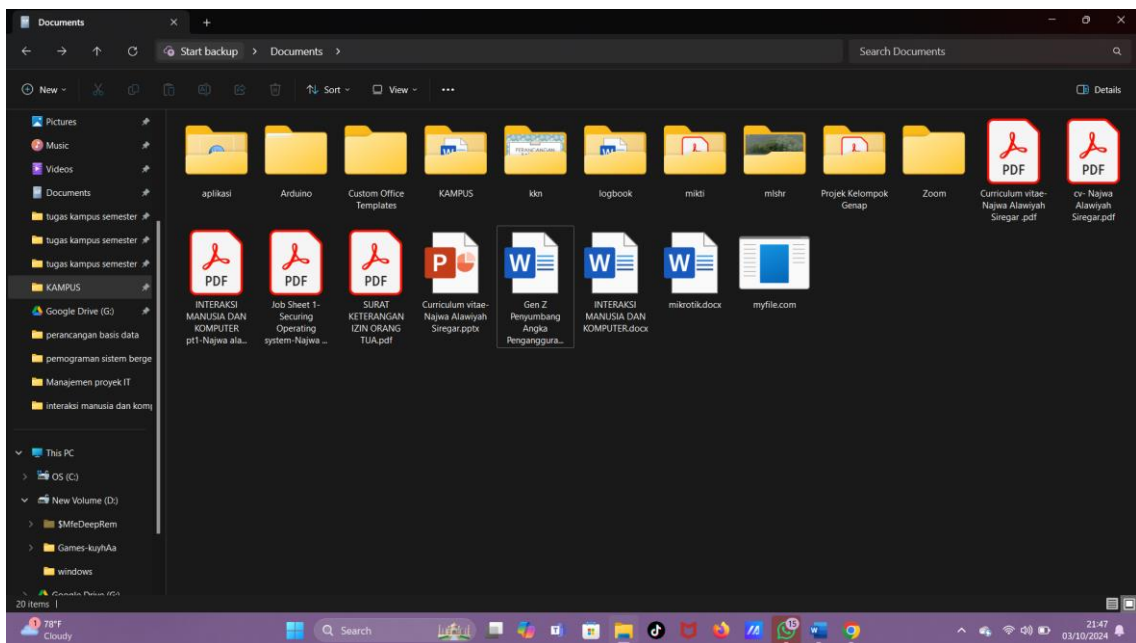 Documents
Start backup > Documents >
Search Documents
New
Sort
View
Details
Pictures
Music
Videos
Documents
tugas kampus semester
tugas kampus semester
tugas kampus semester
KAMPUS
Google Drive (G:)
perancangan basis data
pemograman sistem berge
Manajemen proyek IT
interaksi manusia dan komp
This PC
OS (C:)
New Volume (D:)
$MfeDeepRem
Games-kuyhAa
windows
Google Drive (G:)
aplikasi
Arduino
Custom Office
Templates
KAMPUS
kkn
logbook
mikti
mlshr
Projek Kelompok
Genap
Zoom
PDF
Curriculum vitae-
Najwa Alawiyah
Siregar .pdf
PDF
cv- Najwa
Alawiyah
Siregar.pdf
PDF
INTERAKSI
MANUSIA DAN
KOMPUTER
pt1-Najwa ala...
PDF
Job Sheet 1-
Securing
Operating
system-Najwa ...
PDF
SURAT
KETERANGAN
IZIN ORANG
TUA.pdf
P
Curriculum vitae-
Najwa Alawiyah
Siregar.pptx
W
Gen Z
Penyumbang
Angka
Penganggura...
W
INTERAKSI
MANUSIA DAN
KOMPUTER.docx
W
mikrotik.docx
myfile.com
20 items
1
78°F
Cloudy
Search
15
21:47
03/10/2024